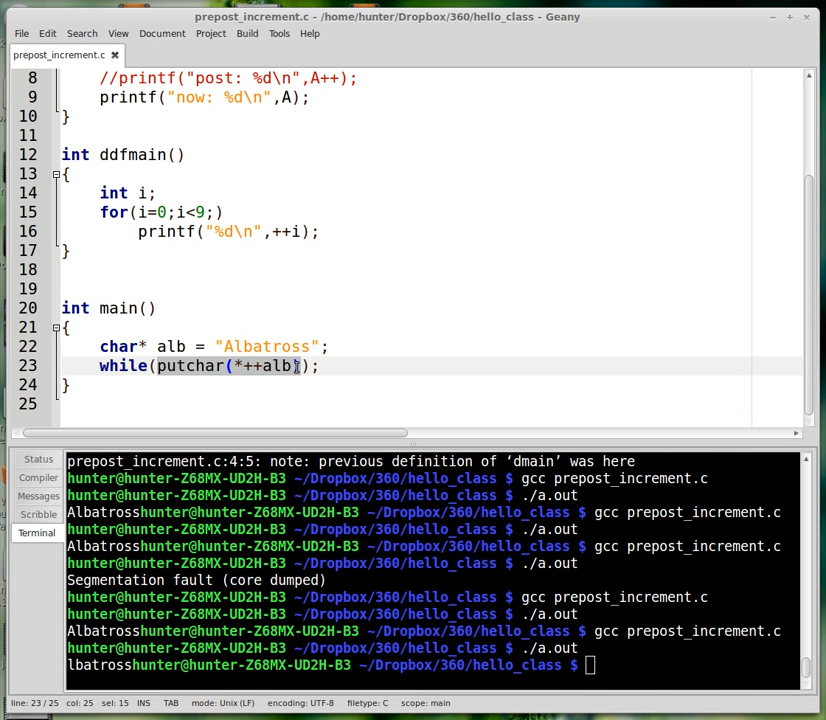 prepost_increment.c - /home/hunter/Dropbox/360/hello_class - Geany
File Edit Search View Document Project Build Tools Help
prepost_increment.c
8 //printf("post: %d\n",A++);
9 printf("now: %d\n",A);
10 }
11
12 int ddfmain()
13 {
14 int i;
15 for(i=0;i<9;)
16 printf("%d\n",++i);
17 }
18
19
20 int main()
21 {
22 char* alb = "Albatross";
23 while(putchar(*++alb));
24 }
25
Status
Compiler
Messages
Scribble
Terminal
prepost_increment.c:4:5: note: previous definition of ‘dmain’ was here
hunter@hunter-Z68MX-UD2H-B3 ~/Dropbox/360/hello_class $ gcc prepost_increment.c
hunter@hunter-Z68MX-UD2H-B3 ~/Dropbox/360/hello_class $ ./a.out
Albatrosshunter@hunter-Z68MX-UD2H-B3 ~/Dropbox/360/hello_class $ gcc prepost_increment.c
hunter@hunter-Z68MX-UD2H-B3 ~/Dropbox/360/hello_class $ ./a.out
Albatrosshunter@hunter-Z68MX-UD2H-B3 ~/Dropbox/360/hello_class $ gcc prepost_increment.c
hunter@hunter-Z68MX-UD2H-B3 ~/Dropbox/360/hello_class $ ./a.out
Segmentation fault (core dumped)
hunter@hunter-Z68MX-UD2H-B3 ~/Dropbox/360/hello_class $ gcc prepost_increment.c
hunter@hunter-Z68MX-UD2H-B3 ~/Dropbox/360/hello_class $ ./a.out
Albatrosshunter@hunter-Z68MX-UD2H-B3 ~/Dropbox/360/hello_class $ gcc prepost_increment.c
hunter@hunter-Z68MX-UD2H-B3 ~/Dropbox/360/hello_class $ ./a.out
lbatrosshunter@hunter-Z68MX-UD2H-B3 ~/Dropbox/360/hello_class $
line: 23 / 25 col: 25 sel: 15 INS TAB mode: Unix (LF) encoding: UTF-8 filetype: C scope: main